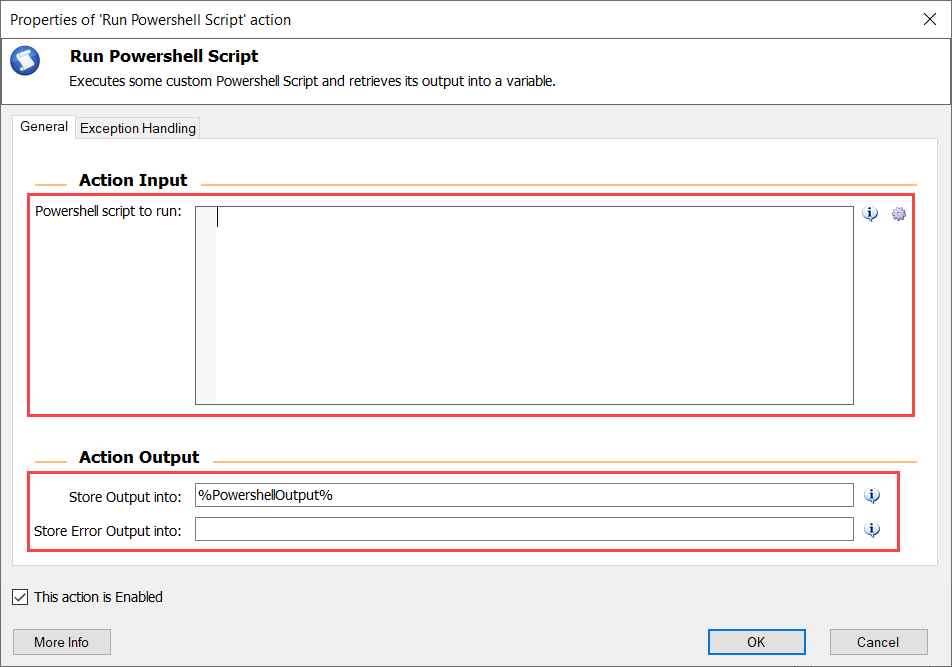 Properties of 'Run Powershell Script' action
Run Powershell Script
Executes some custom Powershell Script and retrieves its output into a variable.
General
Exception Handling
Action Input
Powershell script to run:
Action Output
Store Output into:
%PowershellOutput%
Store Error Output into:
This action is Enabled
More Info
OK
Cancel